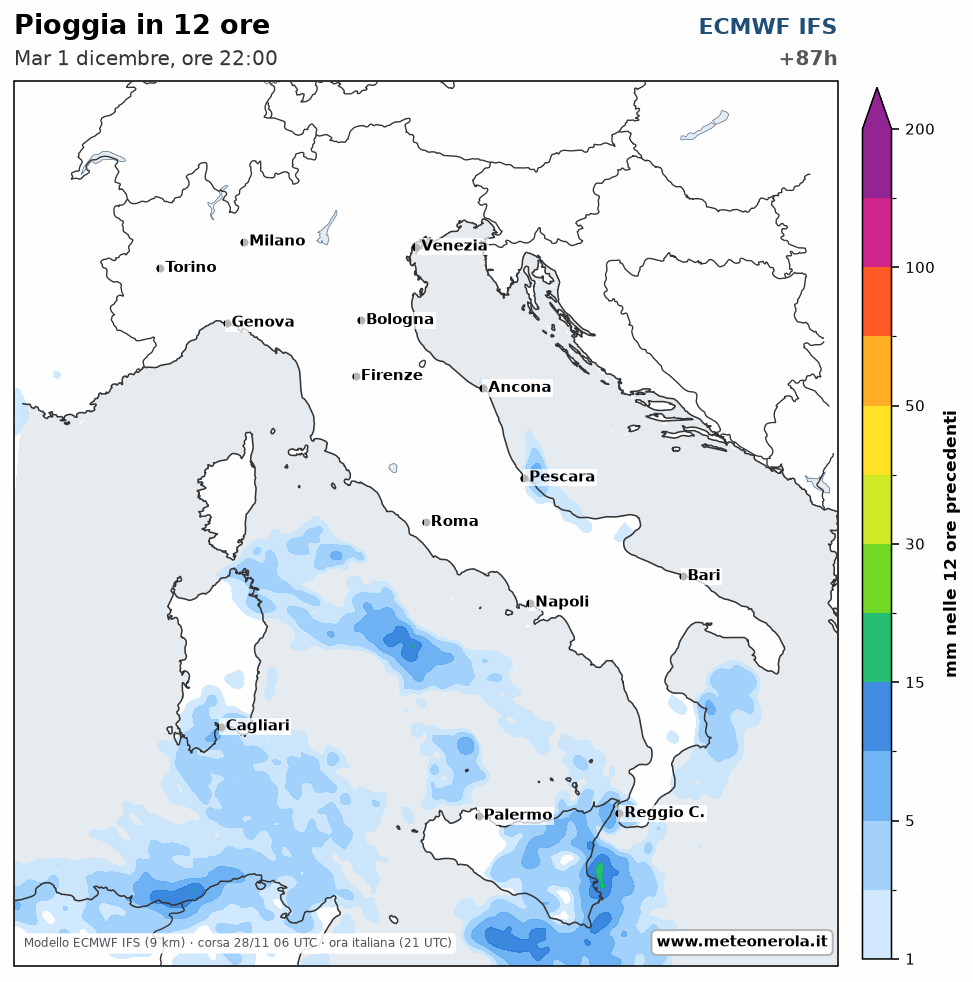 Pioggia in 12 ore
ECMWF IFS
Mar 1 dicembre, ore 22:00
+87h
Milano
Venezia
Torino
Genova
Bologna
Firenze
Ancona
Pescara
Roma
Bari
Napoli
Cagliari
Palermo
Reggio C.
Modello ECMWF IFS (9 km) · corsa 28/11 06 UTC · ora italiana (21 UTC)
www.meteonerola.it
200
100
50
30
15
5
1
mm nelle 12 ore precedenti